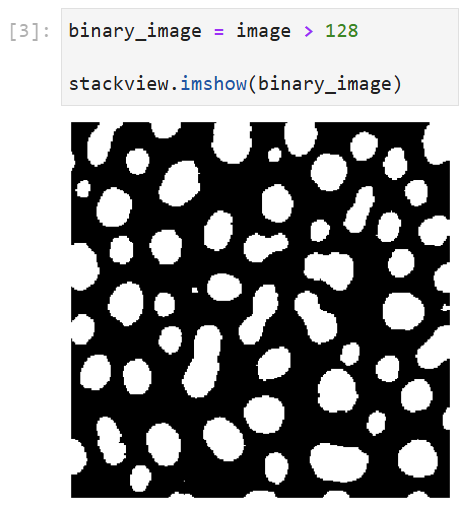 [3]: binary_image = image > 128
stackview.imshow(binary_image)